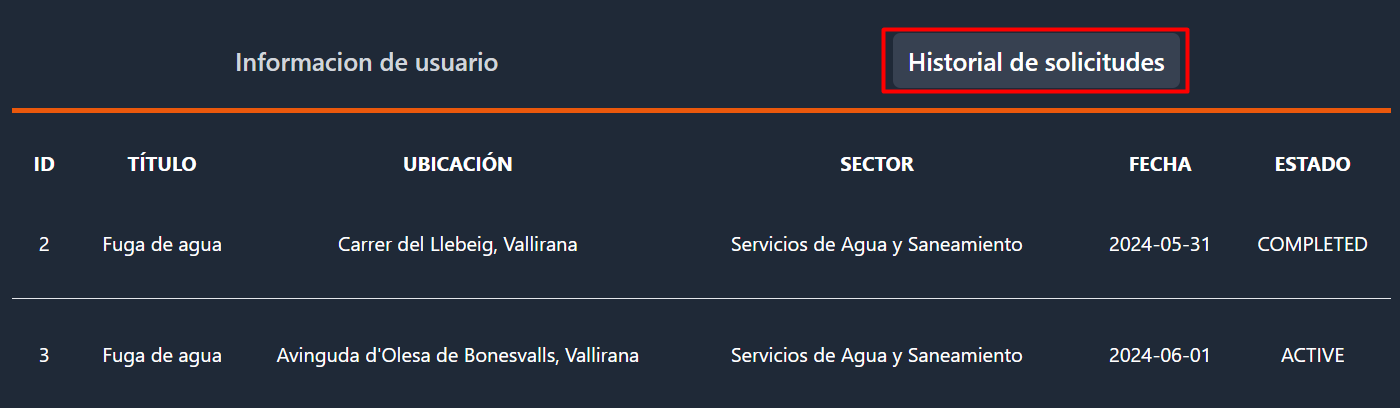 Informacion de usuario Historial de solicitudes
ID TÍTULO UBICACIÓN SECTOR FECHA ESTADO
2 Fuga de agua Carrer del Llebeig, Vallirana Servicios de Agua y Saneamiento 2024-05-31 COMPLETED
3 Fuga de agua Avinguda d'Olesa de Bonesvalls, Vallirana Servicios de Agua y Saneamiento 2024-06-01 ACTIVE